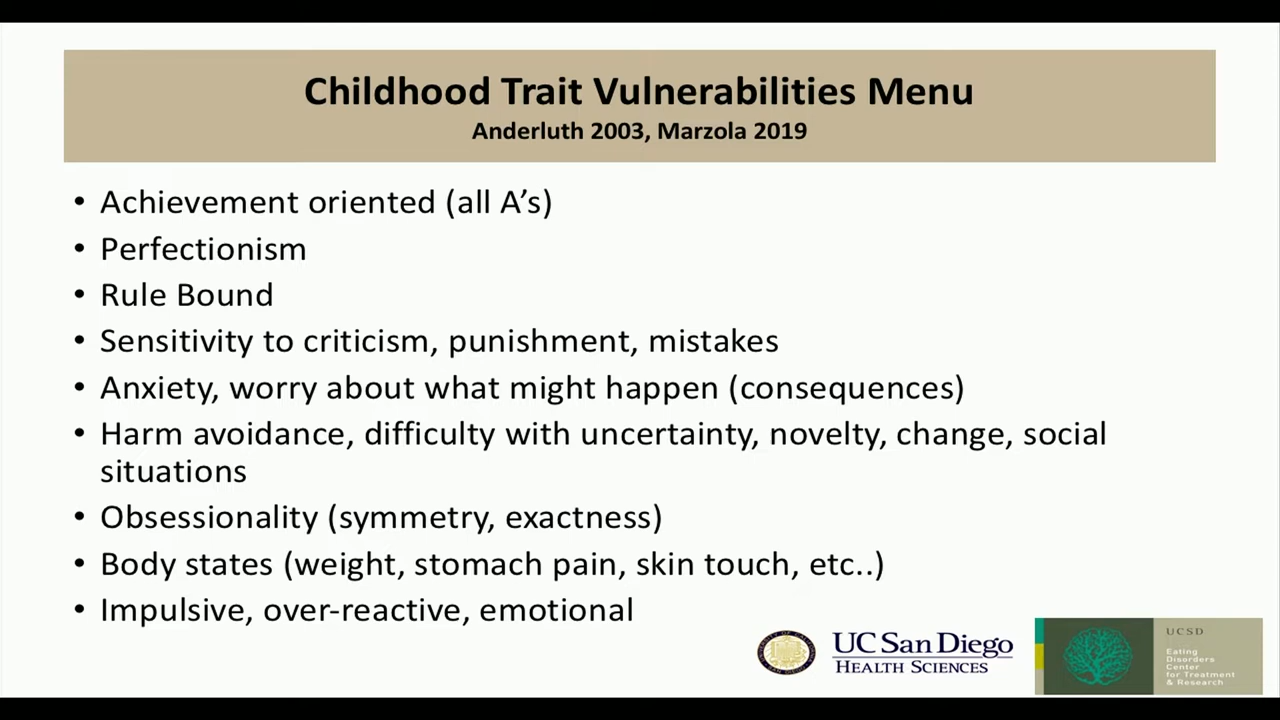 Childhood Trait Vulnerabilities Menu
Anderluth 2003, Marzola 2019
• Achievement oriented (all A’s)
• Perfectionism
• Rule Bound
• Sensitivity to criticism, punishment, mistakes
• Anxiety, worry about what might happen (consequences)
• Harm avoidance, difficulty with uncertainty, novelty, change, social
situations
• Obsessionality (symmetry, exactness)
• Body states (weight, stomach pain, skin touch, etc..)
• Impulsive, over-reactive, emotional
UC San Diego
HEALTH SCIENCES
UCSD
Eating
Disorders
Center
for Treatment
& Research